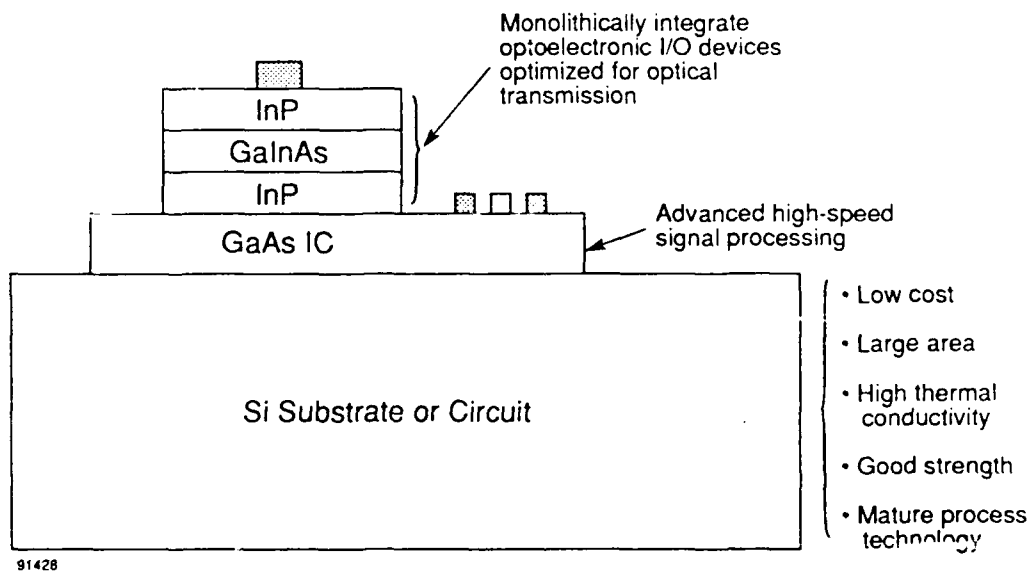 Monolithically integrate
optoelectronic I/O devices
optimized for optical
transmission
InP
GaInAs
InP
Advanced high-speed
signal processing
GaAs IC
• Low cost
• Large area
• High thermal
conductivity
Si Substrate or Circuit
• Good strength
• Mature process
technology
91428